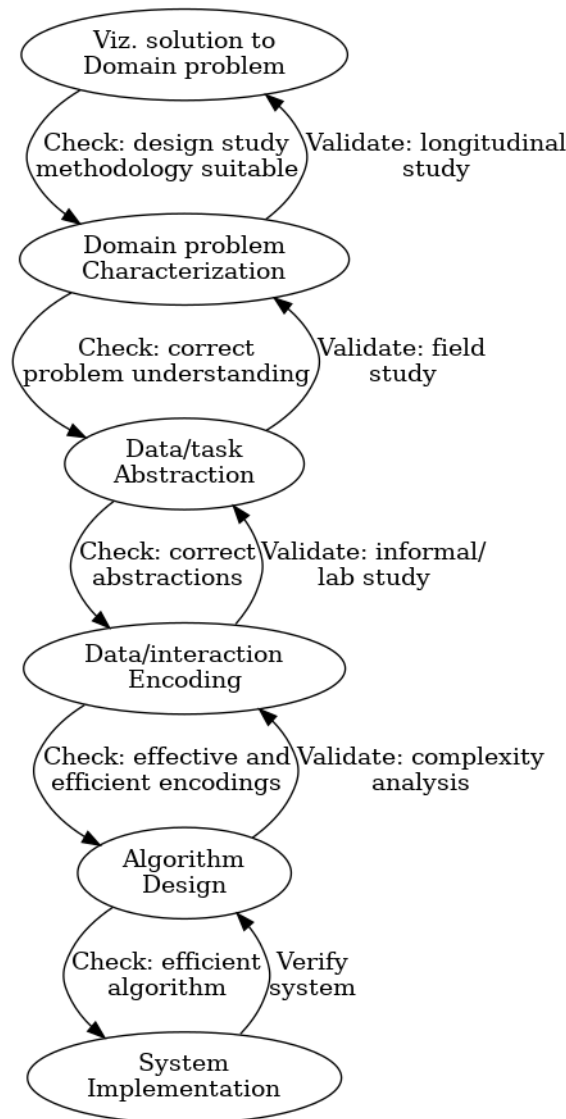 Viz. solution to
Domain problem
Check: design study
methodology suitable
Validate: longitudinal
study
Domain problem
Characterization
Check: correct
problem understanding
Validate: field
study
Data/task
Abstraction
Check: correct
abstractions
Validate: informal/
lab study
Data/interaction
Encoding
Check: effective and
efficient encodings
Validate: complexity
analysis
Algorithm
Design
Check: efficient
algorithm
Verify
system
System
Implementation